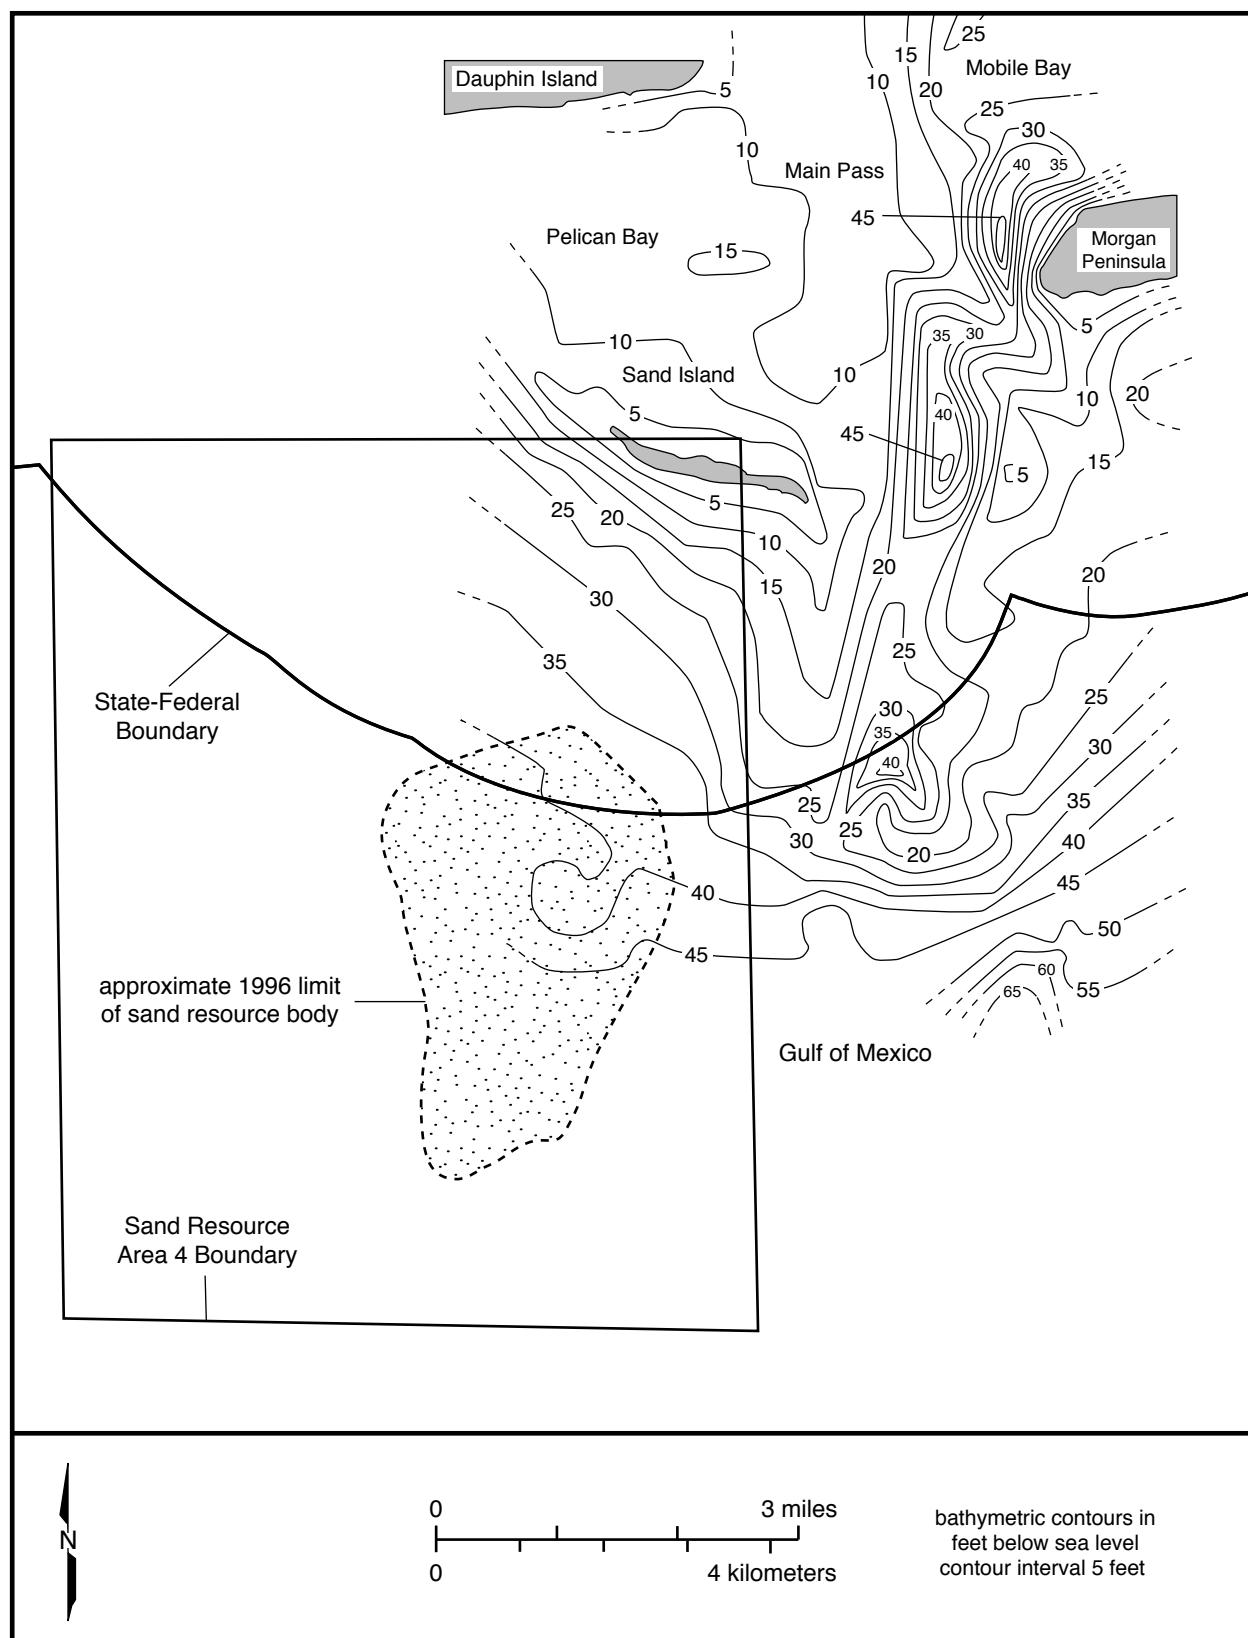 25
15
Mobile Bay
Dauphin Island
10
20
5
25
30
10
40
35
Main Pass
45
Pelican Bay
Morgan
Peninsula
15
5
35
30
10
Sand Island
10
20
10
5
40
45
15
5
5
25
20
10
20
20
15
30
25
35
25
State-Federal
Boundary
30
35
30
40
25
25
35
30
40
20
45
40
50
45
60
approximate 1996 limit
of sand resource body
55
65
Gulf of Mexico
Sand Resource
Area 4 Boundary
N
0 3 miles
0 4 kilometers
bathymetric contours in
feet below sea level
contour interval 5 feet